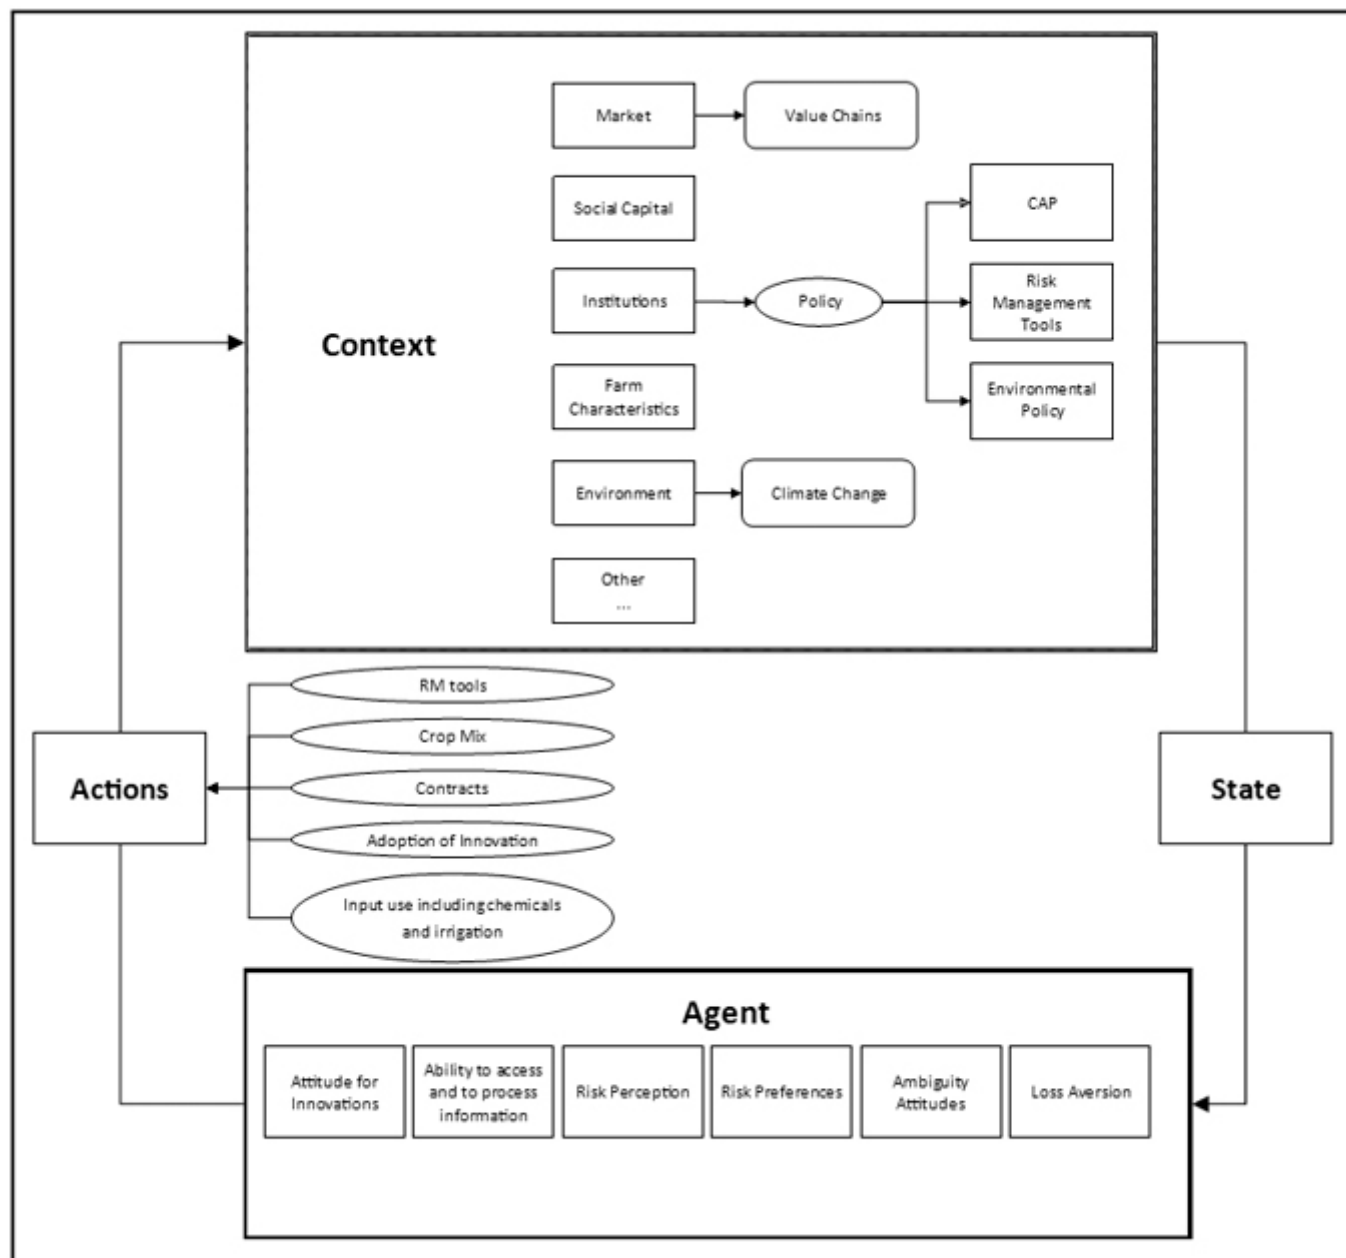 Market
Value Chains
Social Capital
CAP
Institutions
Policy
Risk
Management
Tools
Context
Farm
Characteristics
Environmental
Policy
Environment
Climate Change
Other
...
RM tools
Crop Mix
Actions
Contracts
State
Adoption of Innovation
Input use including chemicals
and irrigation
Agent
Attitude for
Innovations
Ability to access
and to process
information
Risk Perception
Risk Preferences
Ambiguity
Attitudes
Loss Aversion